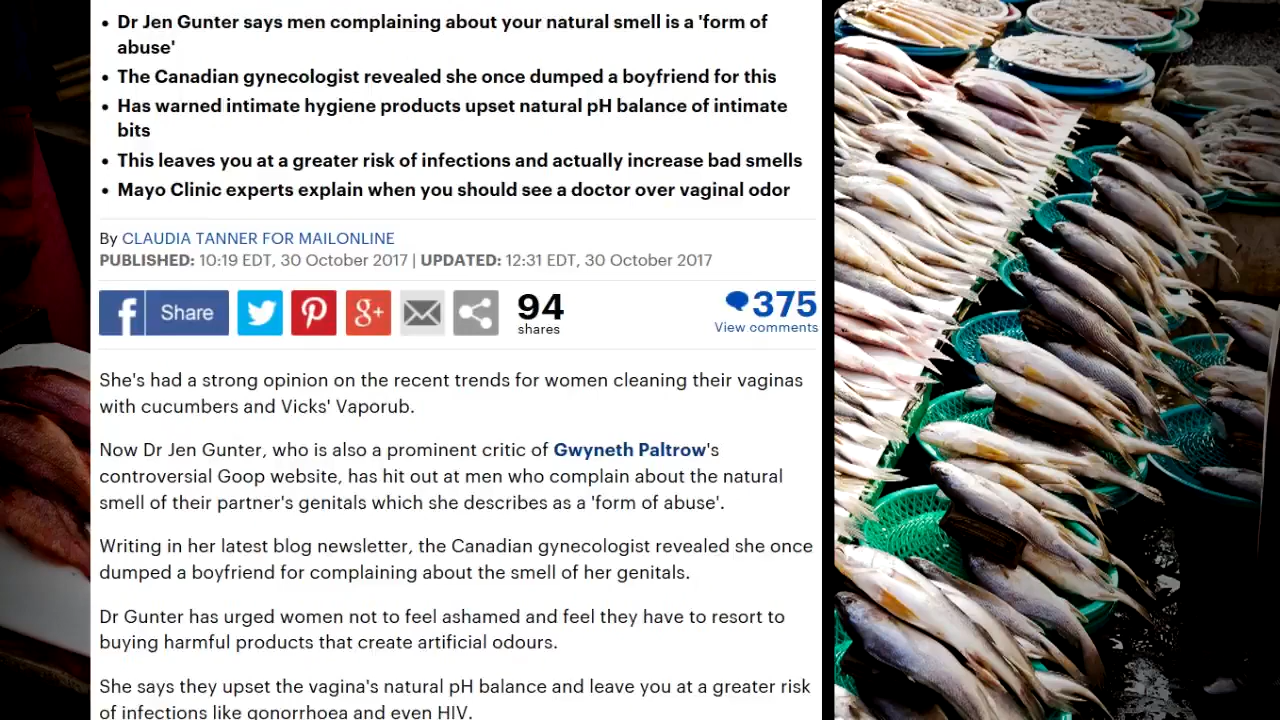 Dr Jen Gunter says men complaining about your natural smell is a 'form of
abuse'
The Canadian gynecologist revealed she once dumped a boyfriend for this
Has warned intimate hygiene products upset natural pH balance of intimate
bits
This leaves you at a greater risk of infections and actually increase bad smells
Mayo Clinic experts explain when you should see a doctor over vaginal odor
By CLAUDIA TANNER FOR MAILONLINE
PUBLISHED: 10:19 EDT, 30 October 2017 | UPDATED: 12:31 EDT, 30 October 2017
f Share
g+
94
shares
375
View comments
She's had a strong opinion on the recent trends for women cleaning their vaginas
with cucumbers and Vicks' Vaporub.
Now Dr Jen Gunter, who is also a prominent critic of Gwyneth Paltrow's
controversial Goop website, has hit out at men who complain about the natural
smell of their partner's genitals which she describes as a 'form of abuse'.
Writing in her latest blog newsletter, the Canadian gynecologist revealed she once
dumped a boyfriend for complaining about the smell of her genitals.
Dr Gunter has urged women not to feel ashamed and feel they have to resort to
buying harmful products that create artificial odours.
She says they upset the vagina's natural pH balance and leave you at a greater risk
of infections like gonorrhoea and even HIV.